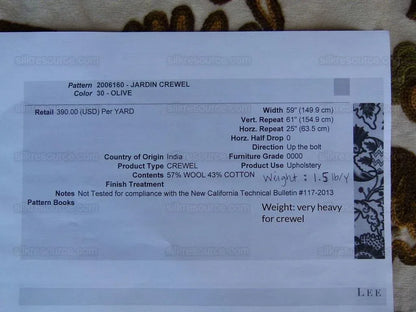 Pattern 2006160 - JARDIN CREWEL
Color 30 - OLIVE
Retail 390.00 (USD) Per YARD
Width 59" (149.9 cm)
Vert. Repeat 61" (154.9 cm)
Horz. Repeat 25" (63.5 cm)
Horz. Half Drop 0
Direction Up the bolt
Country of Origin India
Furniture Grade 0000
Product Type CREWEL
Product Use Upholstery
Contents 57% WOOL 43% COTTON
Weight : 1.5 lb/y
Finish Treatment
Notes Not Tested for compliance with the New California Technical Bulletin #117-2013
Pattern Books
Weight: very heavy
for crewel
LEE
silkresource.com